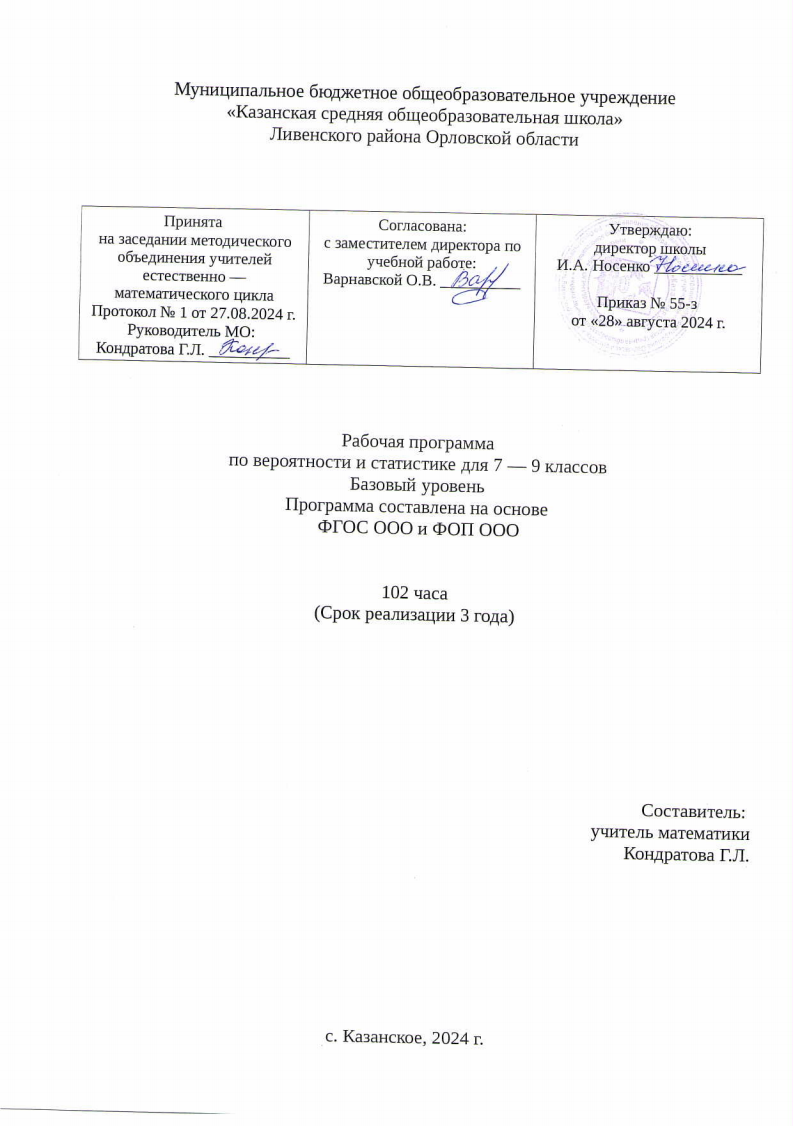 Муниципальное бюджетное общеобразовательное учреждение
«Казанская средняя общеобразовательная школа»
Ливенского района Орловской области
Принята
на заседании методического
объединения учителей
естественно —
математического цикла
Протокол № 1 от 27.08.2024 г.
Руководитель МО:
Кондратова Г.Л.
Согласована:
с заместителем директора по
учебной работе:
Варнавской О.В.
Утверждаю:
директор школы
И.А. Носенко Носенко
Приказ № 55-з
от «28» августа 2024 г.
Рабочая программа
по вероятности и статистике для 7 — 9 классов
Базовый уровень
Программа составлена на основе
ФГОС ООО и ФОП ООО
102 часа
(Срок реализации 3 года)
Составитель:
учитель математики
Кондратова Г.Л.
с. Казанское, 2024 г.